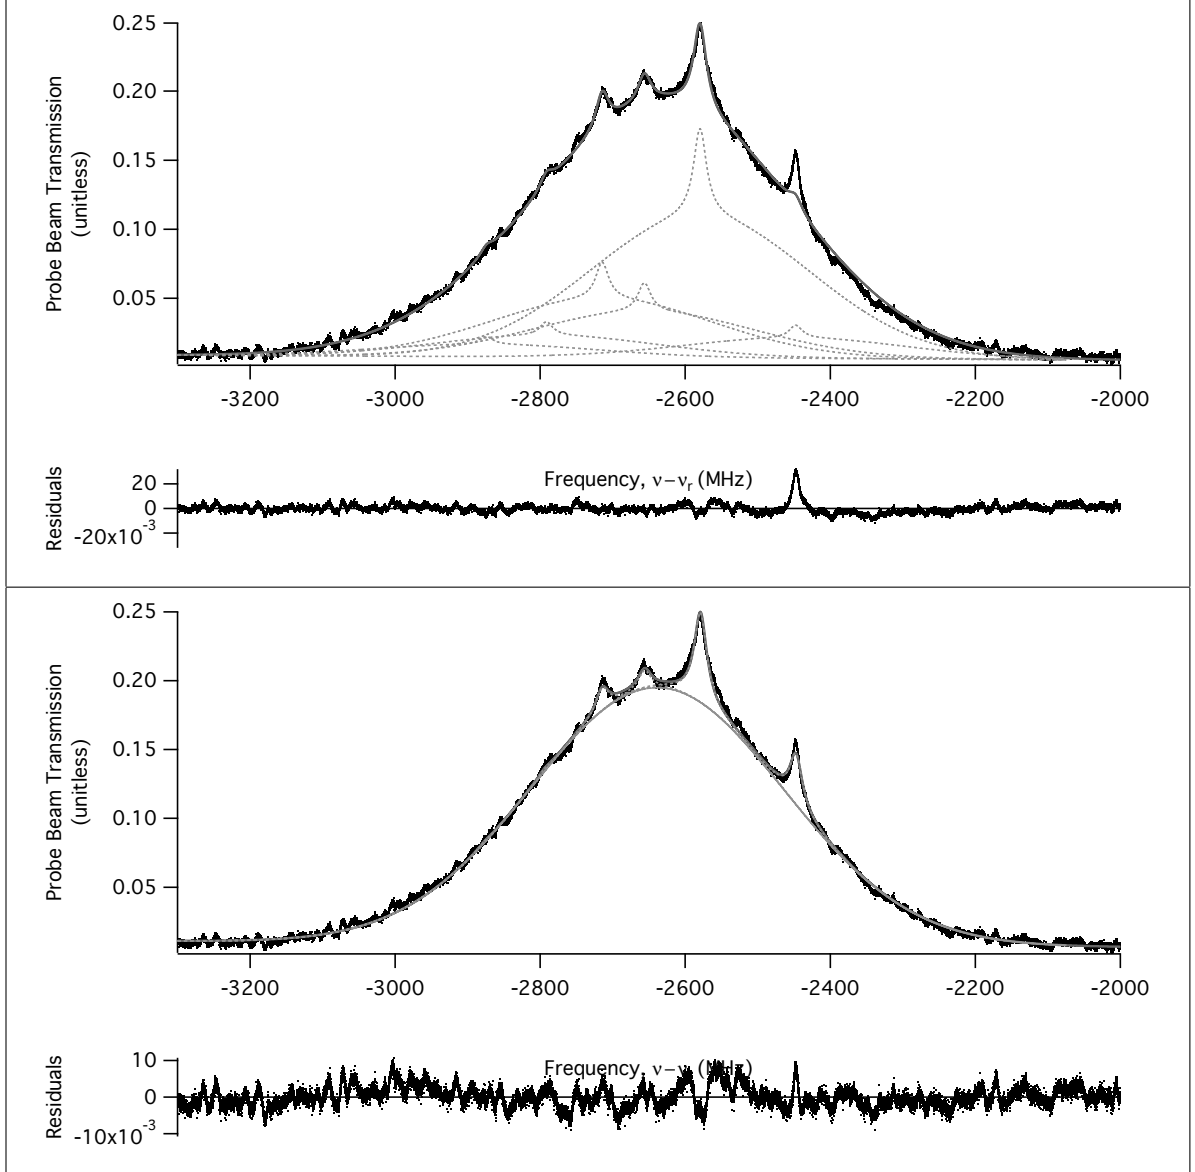 0.25
0.20
0.15
0.10
0.05
Probe Beam Transmission
(unitless)
-3200 -3000 -2800 -2600 -2400 -2200 -2000
Frequency, ν−νr (MHz)
Residuals
20
0
-20x10-3
0.25
0.20
0.15
0.10
0.05
Probe Beam Transmission
(unitless)
-3200 -3000 -2800 -2600 -2400 -2200 -2000
Frequency, ν−ν (MHz)
Residuals
10
0
-10x10-3